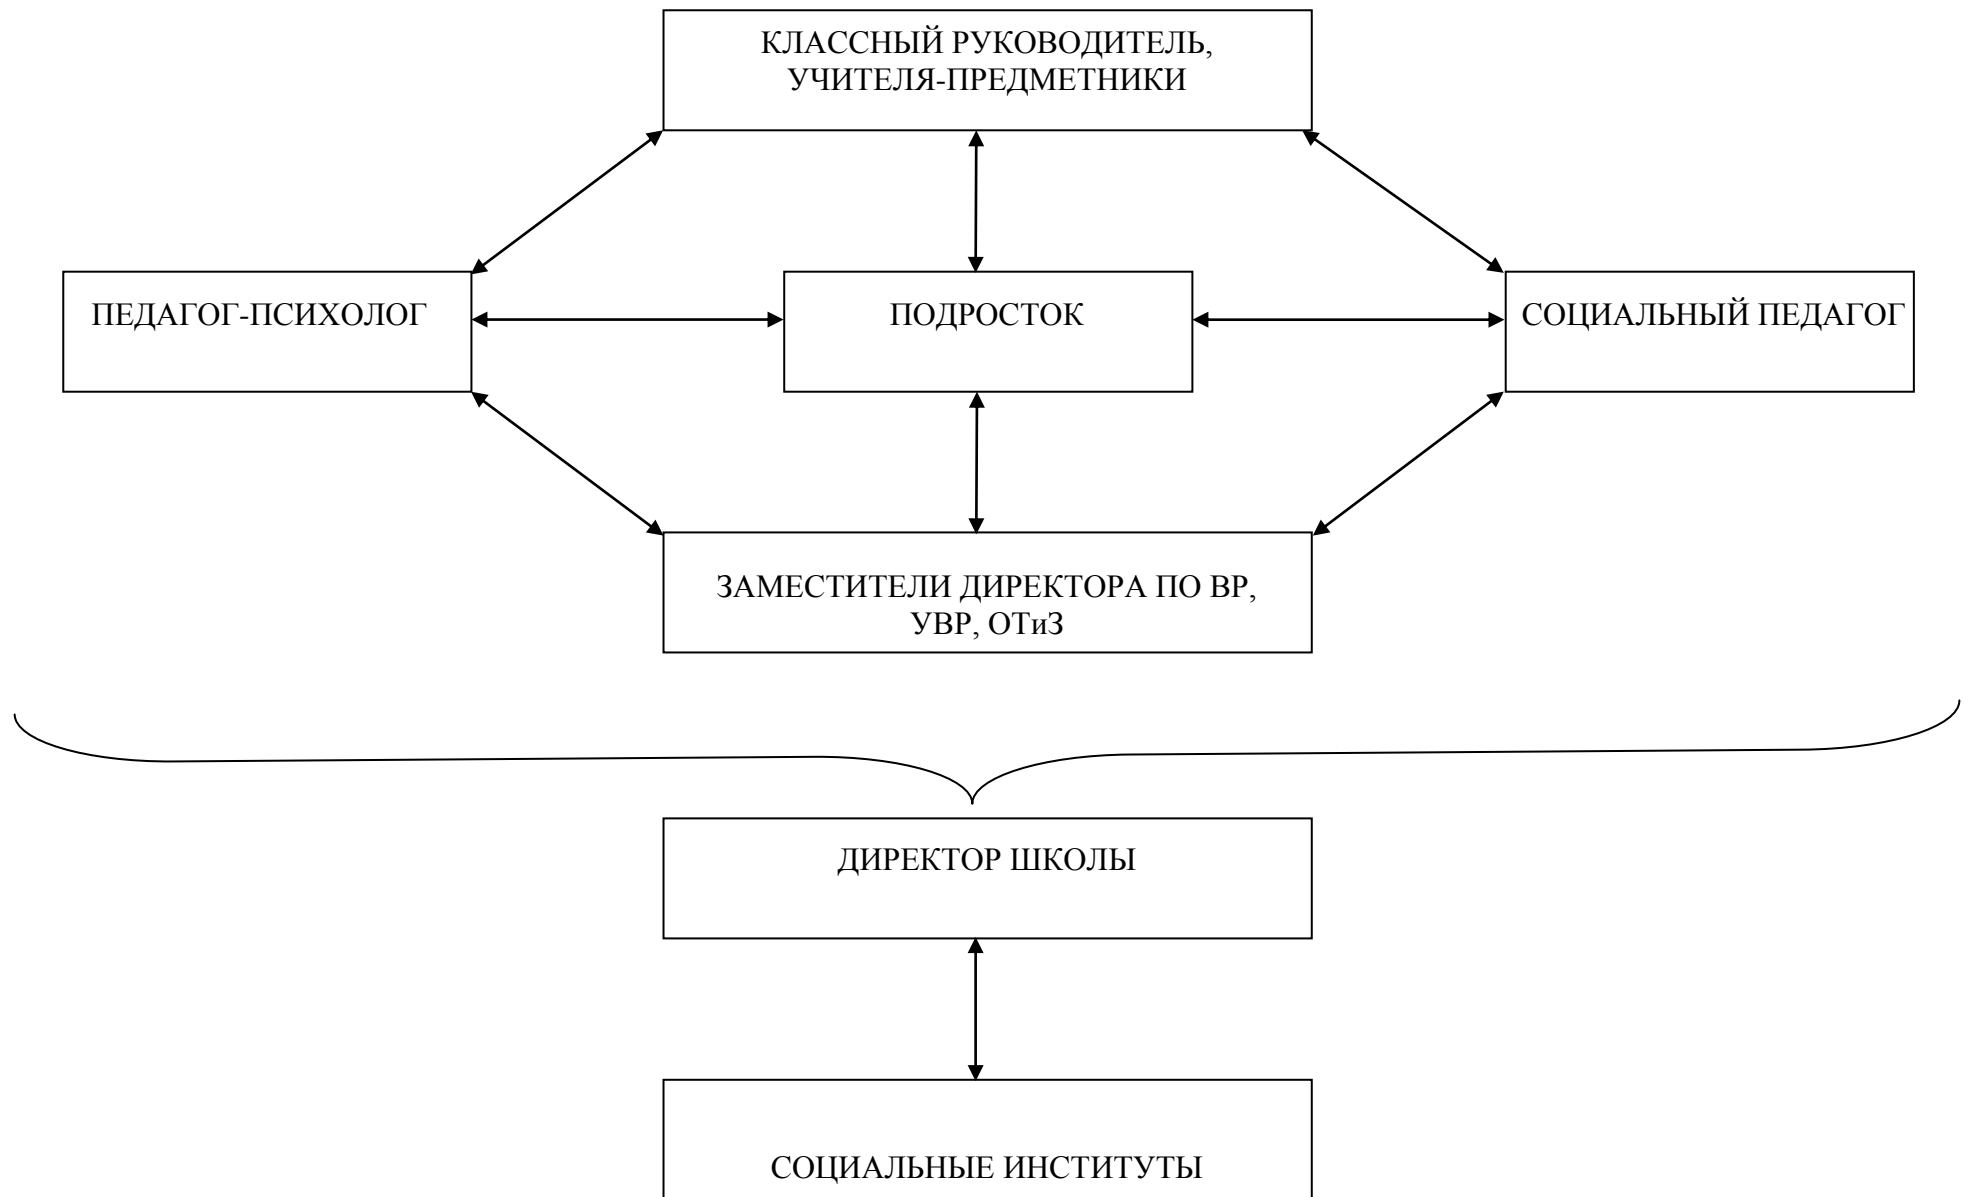 КЛАССНЫЙ РУКОВОДИТЕЛЬ,
УЧИТЕЛЯ-ПРЕДМЕТНИКИ
ПЕДАГОГ-ПСИХОЛОГ
ПОДРОСТОК
СОЦИАЛЬНЫЙ ПЕДАГОГ
ЗАМЕСТИТЕЛИ ДИРЕКТОРА ПО ВР,
УВР, ОТиЗ
ДИРЕКТОР ШКОЛЫ
СОЦИАЛЬНЫЕ ИНСТИТУТЫ